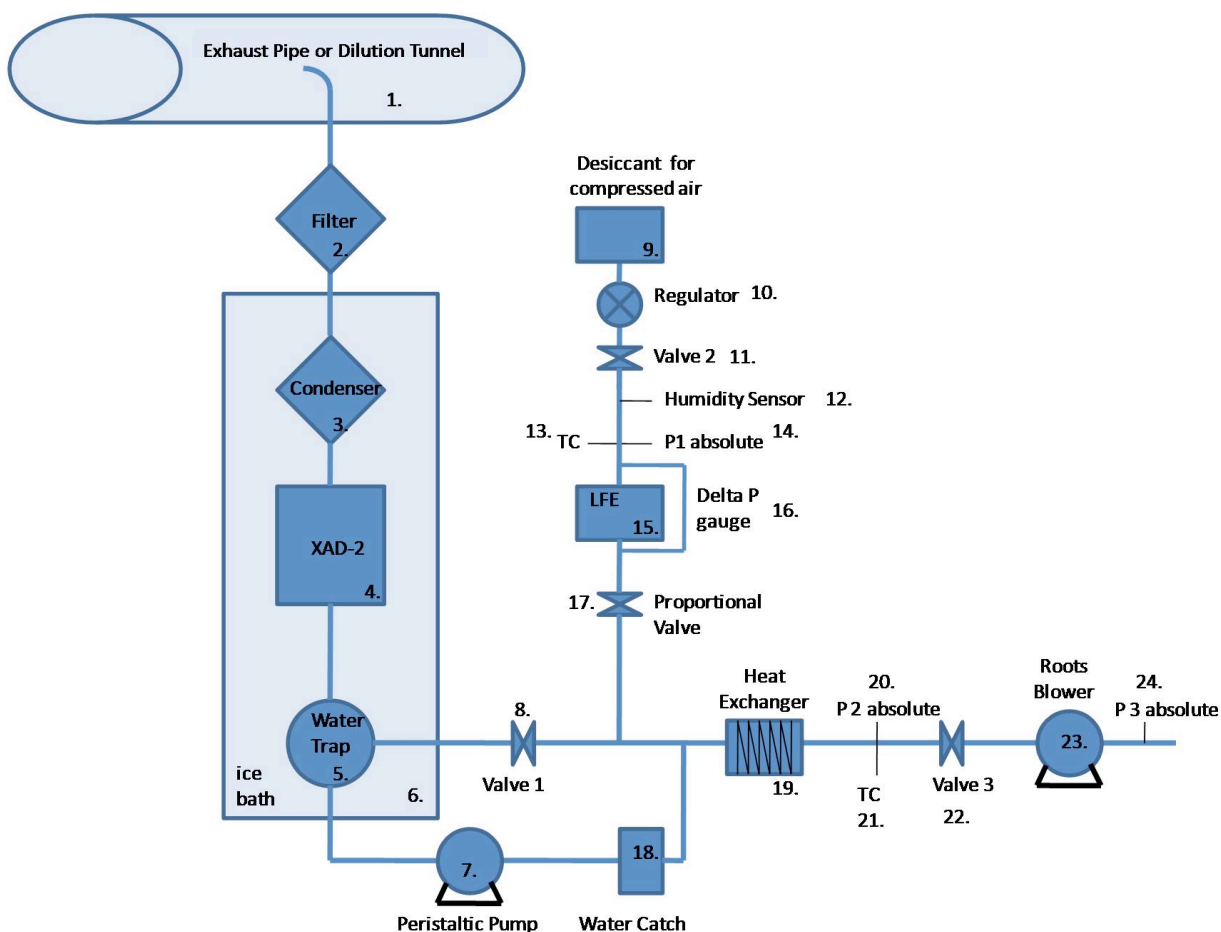 Exhaust Pipe or Dilution Tunnel
1.
Filter
2.
Condenser
3.
XAD-2
4.
Water
Trap
5.
ice
bath
6.
7.
Peristaltic Pump
8.
Valve 1
Desiccant for
compressed air
9.
Regulator 10.
Valve 2 11.
Humidity Sensor 12.
13. TC
P1 absolute 14.
LFE
15.
Delta P
gauge
16.
17.
Proportional
Valve
18.
Water Catch
Heat
Exchanger
19.
20.
P 2 absolute
TC
21.
Valve 3
22.
Roots
Blower
23.
24.
P 3 absolute